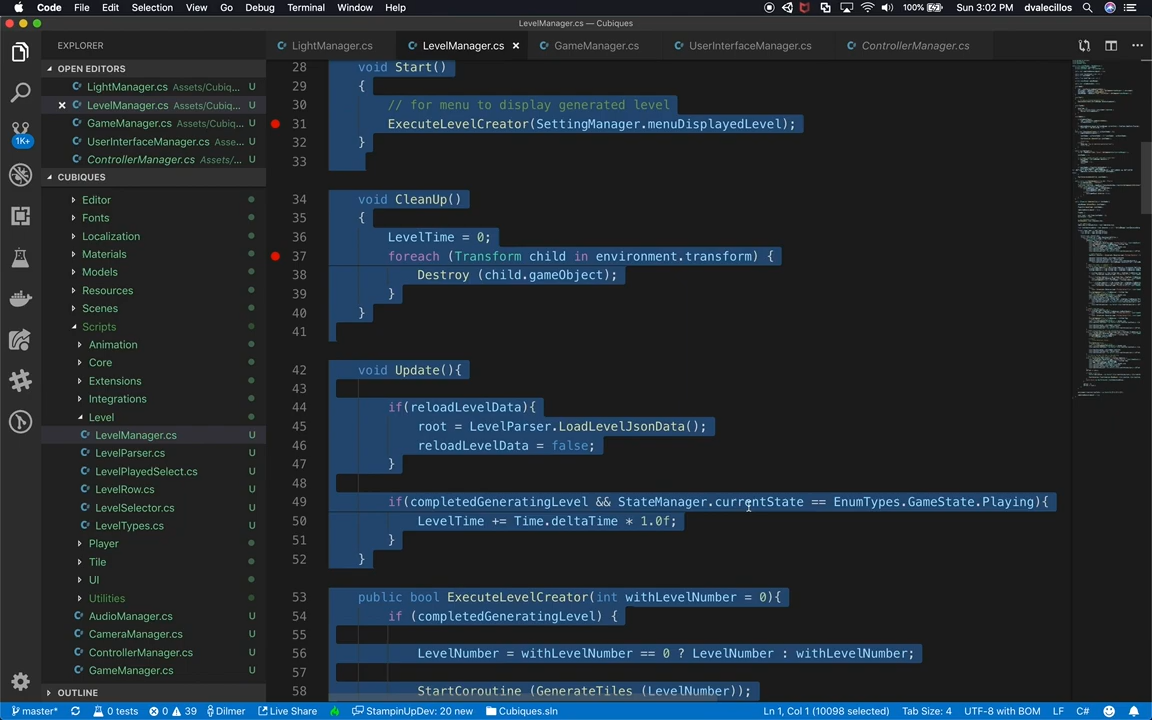 Code File Edit Selection View Go Debug Terminal Window Help 100% Sun 3:02 PM dvalecillos
LevelManager.cs — Cubiques
EXPLORER
LightManager.cs LevelManager.cs × GameManager.cs UserInterfaceManager.cs ControllerManager.cs
OPEN EDITORS
LightManager.cs Assets/Cubiq... U
× LevelManager.cs Assets/Cubiq... U
GameManager.cs Assets/Cubiq... U
UserInterfaceManager.cs Asse... U
ControllerManager.cs Assets/... U
CUBIQUES
Editor
Fonts
Localization
Materials
Models
Resources
Scenes
Scripts
Animation
Core
Extensions
Integrations
Level
LevelManager.cs U
LevelParser.cs U
LevelPlayedSelect.cs U
LevelRow.cs U
LevelSelector.cs U
LevelTypes.cs U
Player
Tile
UI
Utilities
AudioManager.cs U
CameraManager.cs U
ControllerManager.cs U
GameManager.cs U
OUTLINE
1K+
28 void Start()
29 {
30 // for menu to display generated level
31 ExecuteLevelCreator(SettingManager.menuDisplayedLevel);
32 }
33
34 void CleanUp()
35 {
36 LevelTime = 0;
37 foreach (Transform child in environment.transform) {
38 Destroy (child.gameObject);
39 }
40 }
41
42 void Update(){
43
44 if(reloadLevelData){
45 root = LevelParser.LoadLevelJsonData();
46 reloadLevelData = false;
47 }
48
49 if(completedGeneratingLevel && StateManager.currentState == EnumTypes.GameState.Playing){
50 LevelTime += Time.deltaTime * 1.0f;
51 }
52 }
53 public bool ExecuteLevelCreator(int withLevelNumber = 0){
54 if (completedGeneratingLevel) {
55
56 LevelNumber = withLevelNumber == 0 ? LevelNumber : withLevelNumber;
57
58 StartCoroutine (GenerateTiles (LevelNumber));
master* 0 tests 0 39 Dilmer Live Share StampinUpDev: 20 new Cubiques.sln Ln 1, Col 1 (10098 selected) Tab Size: 4 UTF-8 with BOM LF C#